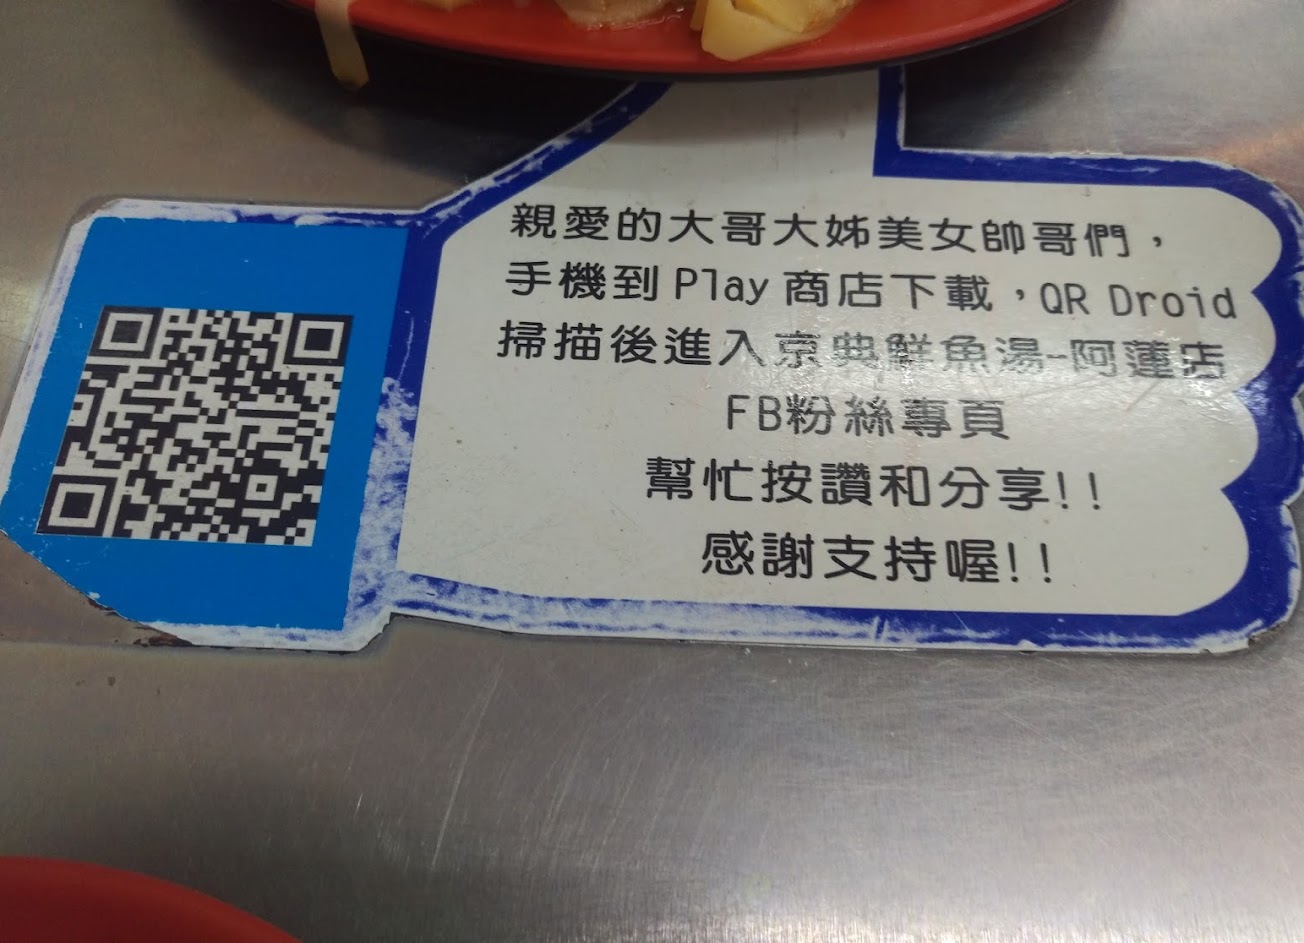 親愛的大哥大姊美女帥哥們，
手機到Play商店下載，QR Droid
掃描後進入京典鮮魚湯-阿蓮店
FB粉絲專頁
幫忙按讚和分享!!
感謝支持喔!!